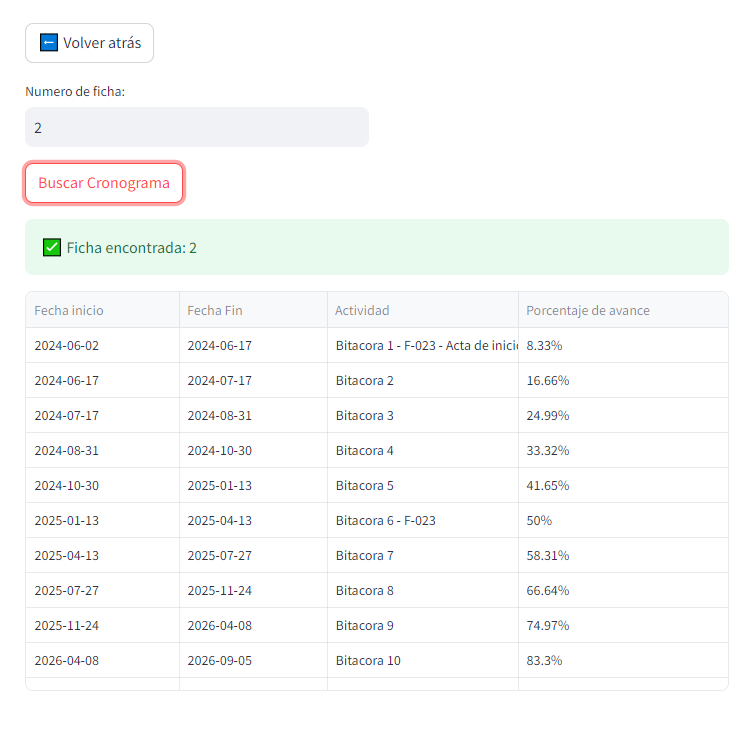 Volver atrás
Numero de ficha:
2
Buscar Cronograma
Ficha encontrada: 2
Fecha inicio Fecha Fin Actividad Porcentaje de avance
2024-06-02 2024-06-17 Bitacora 1 - F-023 - Acta de inicio 8.33%
2024-06-17 2024-07-17 Bitacora 2 16.66%
2024-07-17 2024-08-31 Bitacora 3 24.99%
2024-08-31 2024-10-30 Bitacora 4 33.32%
2024-10-30 2025-01-13 Bitacora 5 41.65%
2025-01-13 2025-04-13 Bitacora 6 - F-023 50%
2025-04-13 2025-07-27 Bitacora 7 58.31%
2025-07-27 2025-11-24 Bitacora 8 66.64%
2025-11-24 2026-04-08 Bitacora 9 74.97%
2026-04-08 2026-09-05 Bitacora 10 83.3%